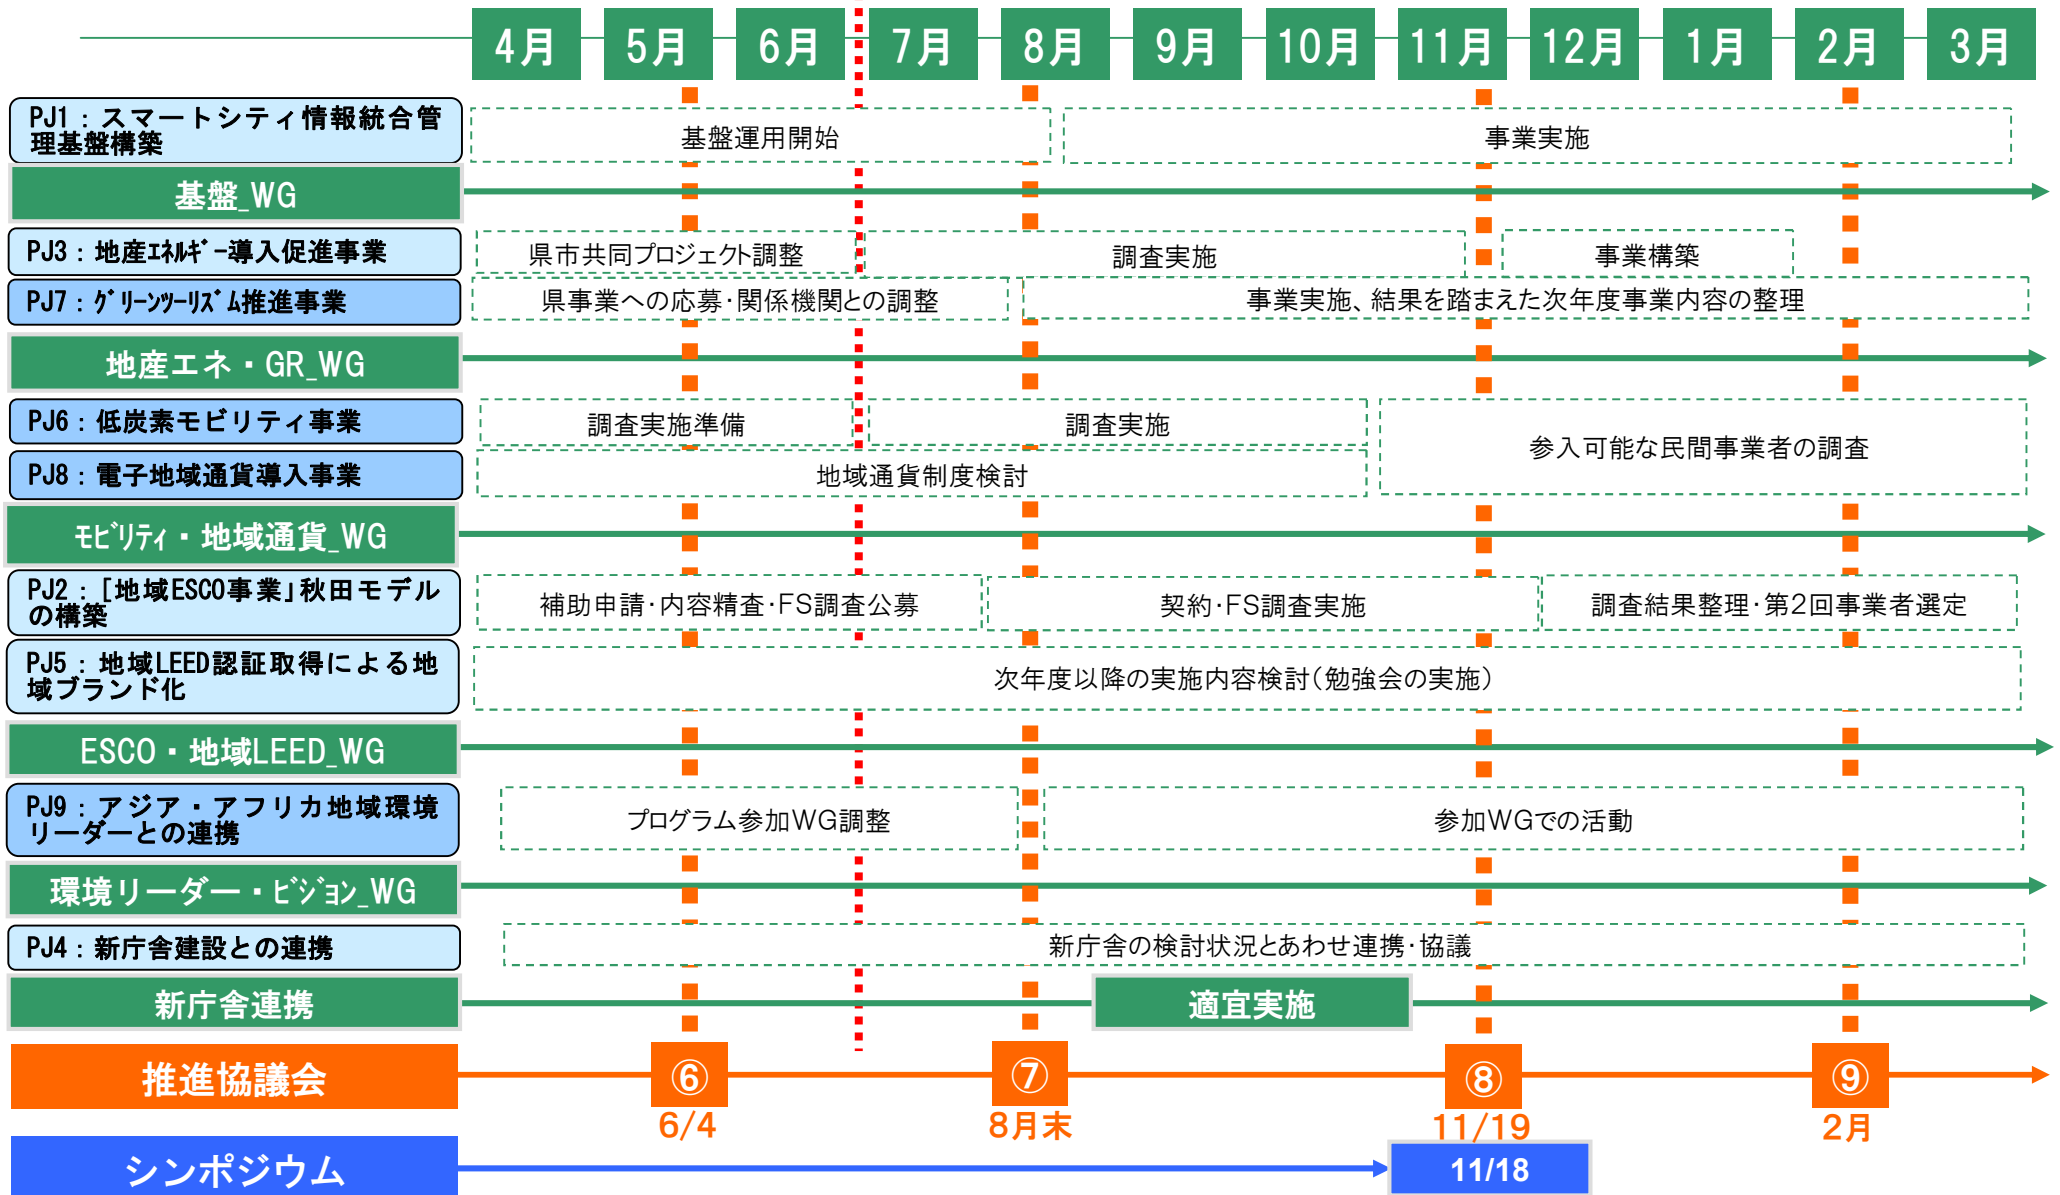 4月 5月 6月 7月 8月 9月 10月 11月 12月 1月 2月 3月
PJ1：スマートシティ情報統合管
理基盤構築
基盤運用開始
事業実施
基盤_WG
PJ3：地産ｴﾈﾙｷﾞｰ導入促進事業
県市共同プロジェクト調整
調査実施
事業構築
PJ7：ｸﾞﾘｰﾝﾂｰﾘｽﾞﾑ推進事業
県事業への応募･関係機関との調整
事業実施、結果を踏まえた次年度事業内容の整理
地産エネ・GR_WG
PJ6：低炭素モビリティ事業
調査実施準備
調査実施
参入可能な民間事業者の調査
PJ8：電子地域通貨導入事業
地域通貨制度検討
ﾓﾋﾞﾘﾃｨ・地域通貨_WG
PJ2：｢地域ESCO事業｣秋田モデル
の構築
補助申請･内容精査･FS調査公募
契約･FS調査実施
調査結果整理･第2回事業者選定
PJ5：地域LEED認証取得による地
域ブランド化
次年度以降の実施内容検討（勉強会の実施）
ESCO・地域LEED_WG
PJ9：アジア・アフリカ地域環境
リーダーとの連携
プログラム参加WG調整
参加WGでの活動
環境リーダー・ﾋﾞｼﾞｮﾝ_WG
PJ4：新庁舎建設との連携
新庁舎の検討状況とあわせ連携･協議
新庁舎連携
適宜実施
推進協議会
⑥ ⑦ ⑧ ⑨
6/4 8月末 11/19 2月
シンポジウム
11/18